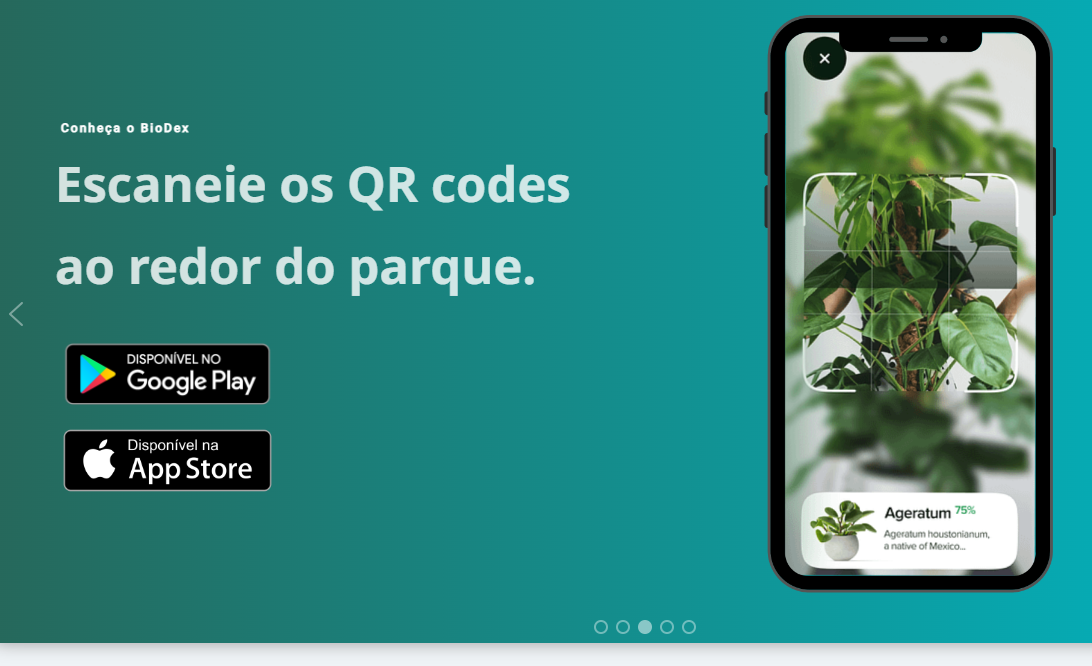 Conheça o BioDex
Escaneie os QR codes
ao redor do parque.
DISPONÍVEL NO
Google Play
Disponível na
App Store
Ageratum 75%
Ageratum houstonianum,
a native of Mexico...